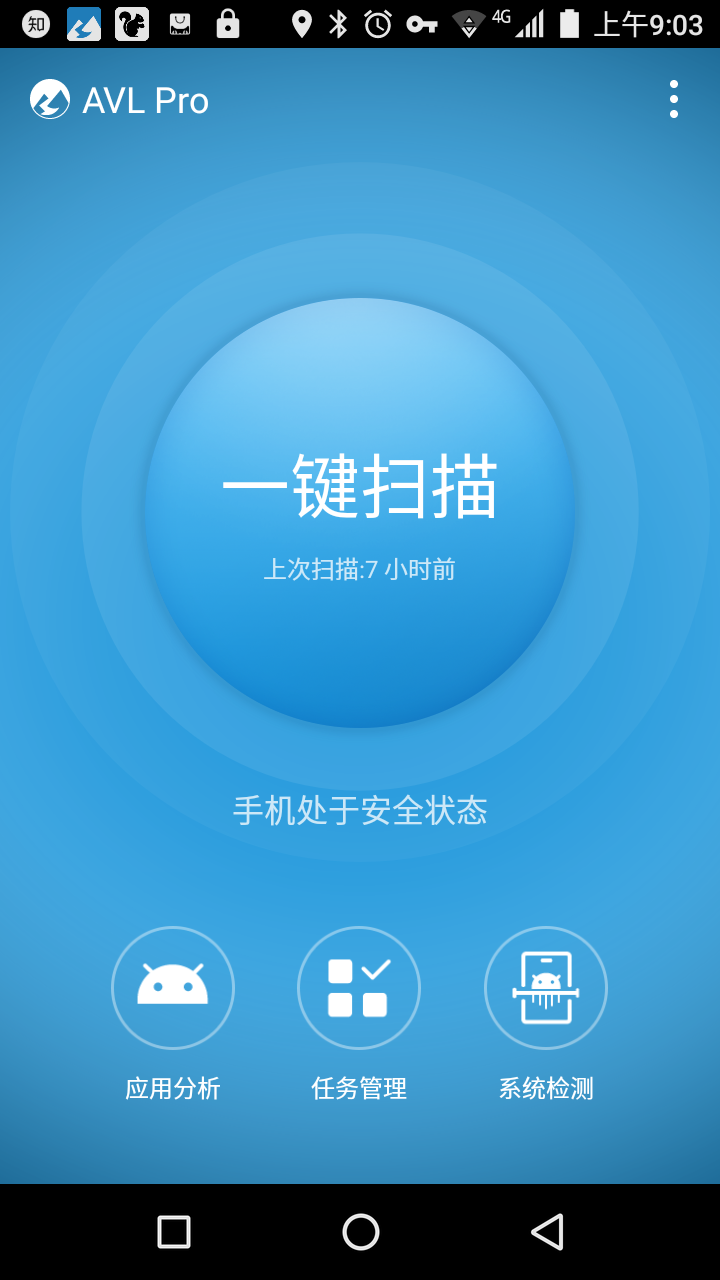 知 4G 上午9:03
AVL Pro
一键扫描
上次扫描:7 小时前
手机处于安全状态
应用分析 任务管理 系统检测